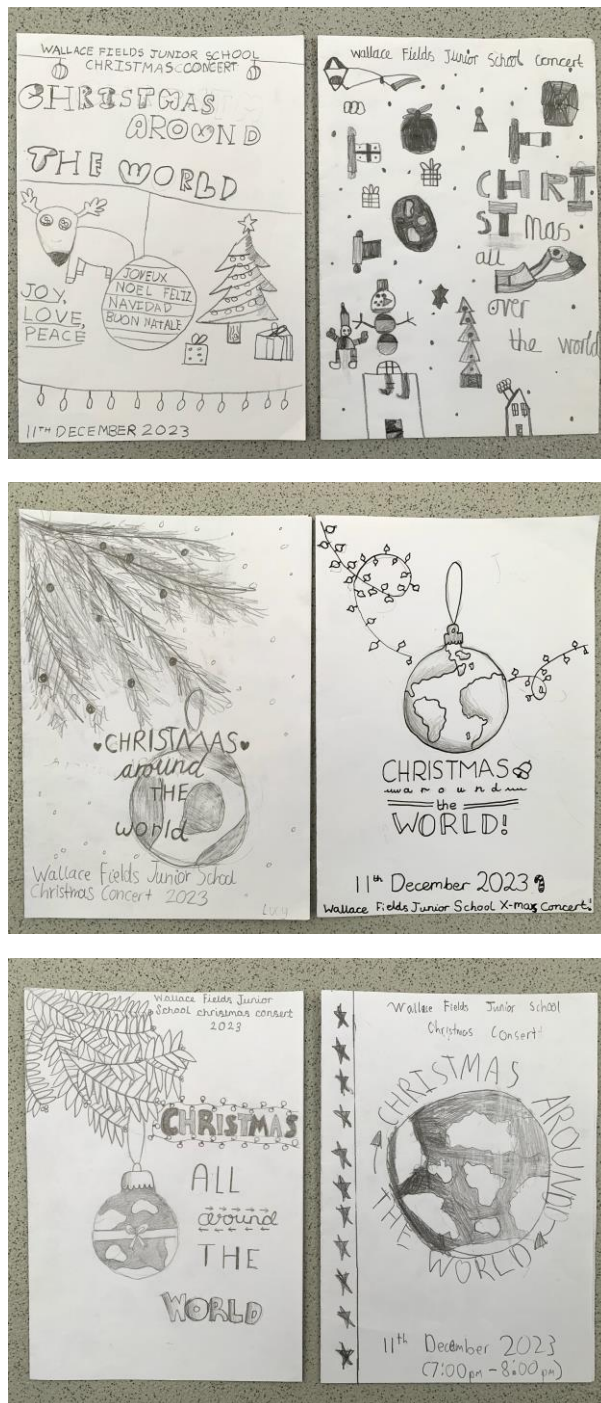 WALLACE FIELDS JUNIOR SCHOOL
CHRISTMAS CONCERT
CHRISTMAS
AROUND
THE WORLD
JOYEUX
NOEL FELIZ
NAVIDAD
BUON NATALE
JOY,
LOVE,
PEACE
11TH DECEMBER 2023
Wallace Fields Junior School Concert
CHRI
STmas
all
over
the world
CHRISTMAS
around
THE
world
Wallace Fields Junior School
Christmas Concert 2023
Lucy
CHRISTMAS
around
the
WORLD!
11th December 2023
Wallace Fields Junior School X-mas Concert!
Wallace Fields Junior
School christmas consert
2023
CHRISTMAS
ALL
around
THE
WORLD
Wallace Fields Junior School
Christmas Consert
CHRISTMAS AROUND
THE WORLD
11th December 2023
(7:00pm-8:00pm)